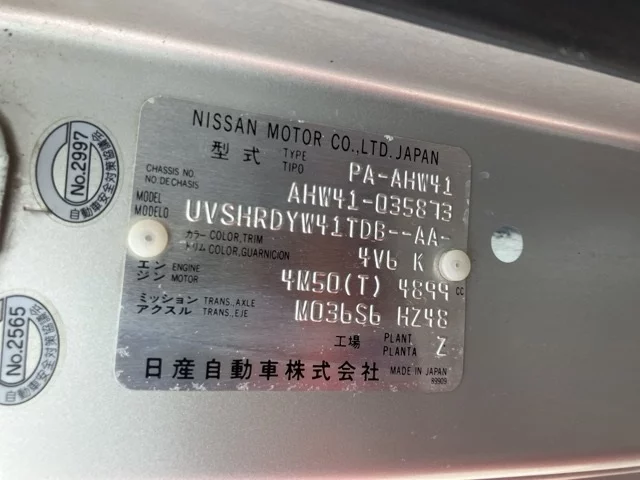 NISSAN MOTOR CO.,LTD.JAPAN
型式 TYPE TIPO PA-AHW41
CHASSIS NO. NO.DE CHASIS AHW41-035873
MODEL MODELO UVSHRDYW41TDB--AA-
カラー COLOR,TRIM トリム COLOR,GUARNICION 4V6 K
エンジン ENGINE MOTOR 4M50(T) 4899 CC
ミッション TRANS.,AXLE アクスル TRANS.,EJE M036S6 HZ48
工場 PLANT PLANTA Z
日産自動車株式会社 MADE IN JAPAN
89909
No.2997
No.2565